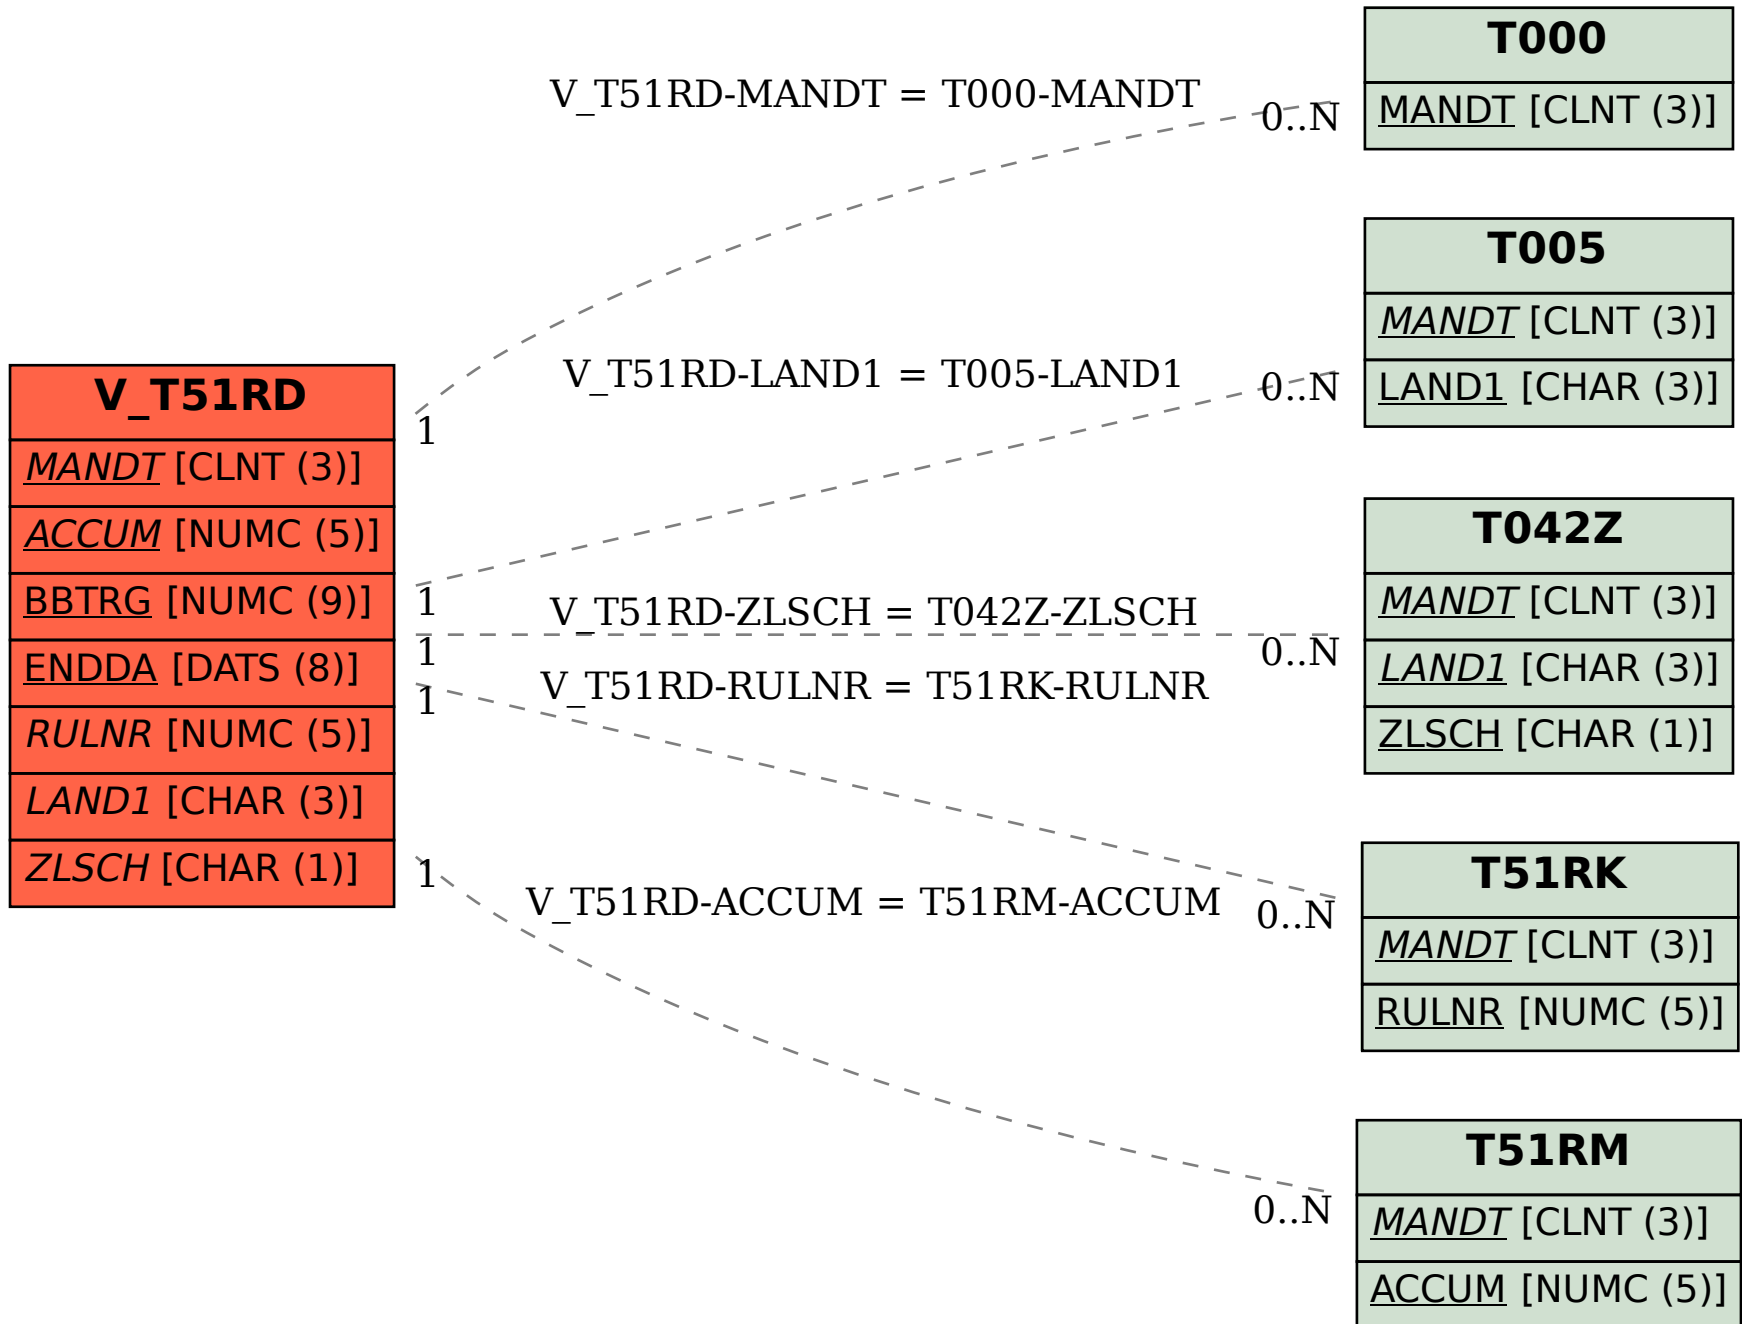 V_T51RD
MANDT [CLNT (3)]
ACCUM [NUMC (5)]
BBTRG [NUMC (9)]
ENDDA [DATS (8)]
RULNR [NUMC (5)]
LAND1 [CHAR (3)]
ZLSCH [CHAR (1)]
V_T51RD-MANDT = T000-MANDT
1
0..N
V_T51RD-LAND1 = T005-LAND1
1
0..N
V_T51RD-ZLSCH = T042Z-ZLSCH
1
0..N
V_T51RD-RULNR = T51RK-RULNR
1
0..N
V_T51RD-ACCUM = T51RM-ACCUM
1
0..N
T000
MANDT [CLNT (3)]
T005
MANDT [CLNT (3)]
LAND1 [CHAR (3)]
T042Z
MANDT [CLNT (3)]
LAND1 [CHAR (3)]
ZLSCH [CHAR (1)]
T51RK
MANDT [CLNT (3)]
RULNR [NUMC (5)]
T51RM
MANDT [CLNT (3)]
ACCUM [NUMC (5)]